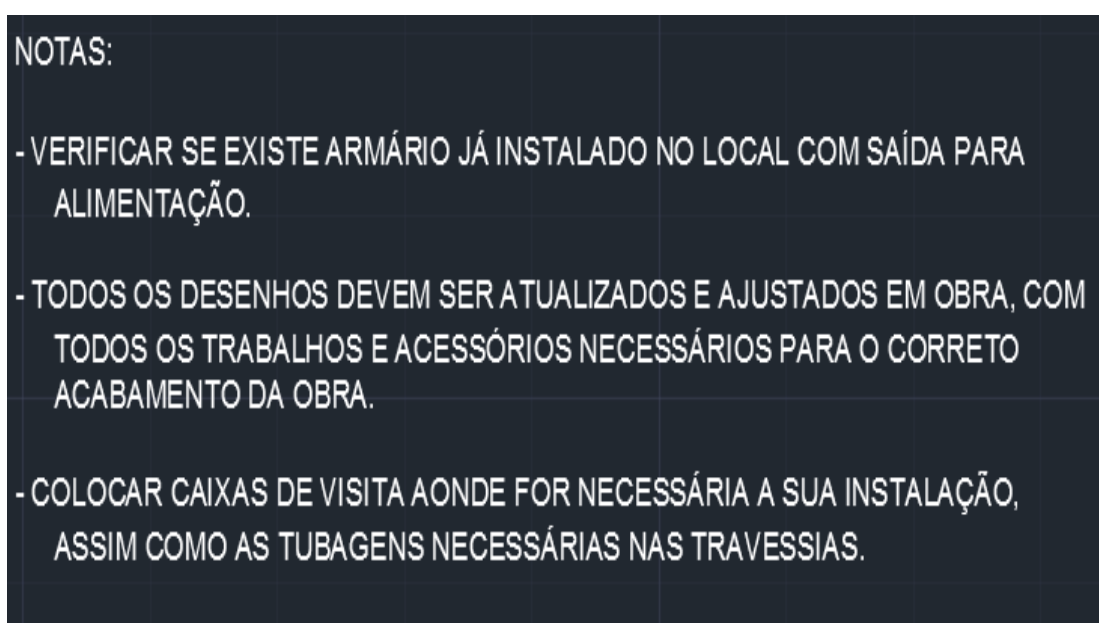 NOTAS:
- VERIFICAR SE EXISTE ARMÁRIO JÁ INSTALADO NO LOCAL COM SAÍDA PARA
ALIMENTAÇÃO.
- TODOS OS DESENHOS DEVEM SER ATUALIZADOS E AJUSTADOS EM OBRA, COM
TODOS OS TRABALHOS E ACESSÓRIOS NECESSÁRIOS PARA O CORRETO
ACABAMENTO DA OBRA.
- COLOCAR CAIXAS DE VISITA AONDE FOR NECESSÁRIA A SUA INSTALAÇÃO,
ASSIM COMO AS TUBAGENS NECESSÁRIAS NAS TRAVESSIAS.